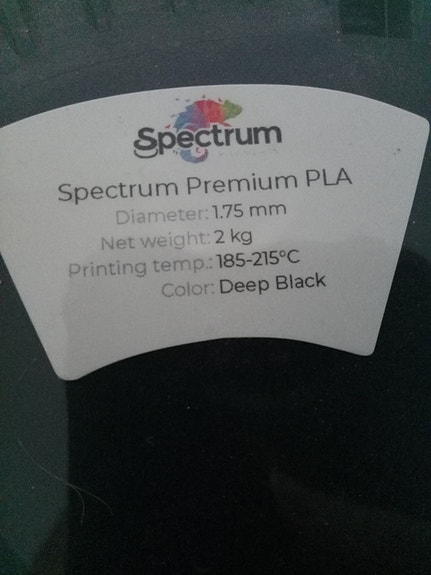 Spectrum
Spectrum Premium PLA
Diameter: 1.75 mm
Net weight: 2 kg
Printing temp.: 185-215°C
Color: Deep Black